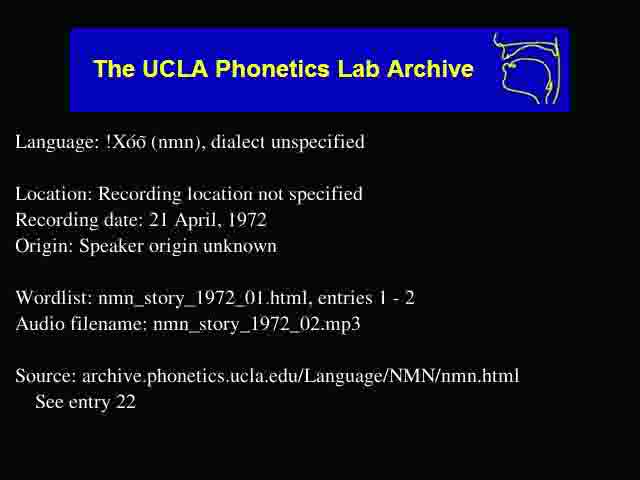 The UCLA Phonetics Lab Archive
Language: !Xóõ (nmn), dialect unspecified
Location: Recording location not specified
Recording date: 21 April, 1972
Origin: Speaker origin unknown
Wordlist: nmn_story_1972_01.html, entries 1 - 2
Audio filename: nmn_story_1972_02.mp3
Source: archive.phonetics.ucla.edu/Language/NMN/nmn.html
See entry 22